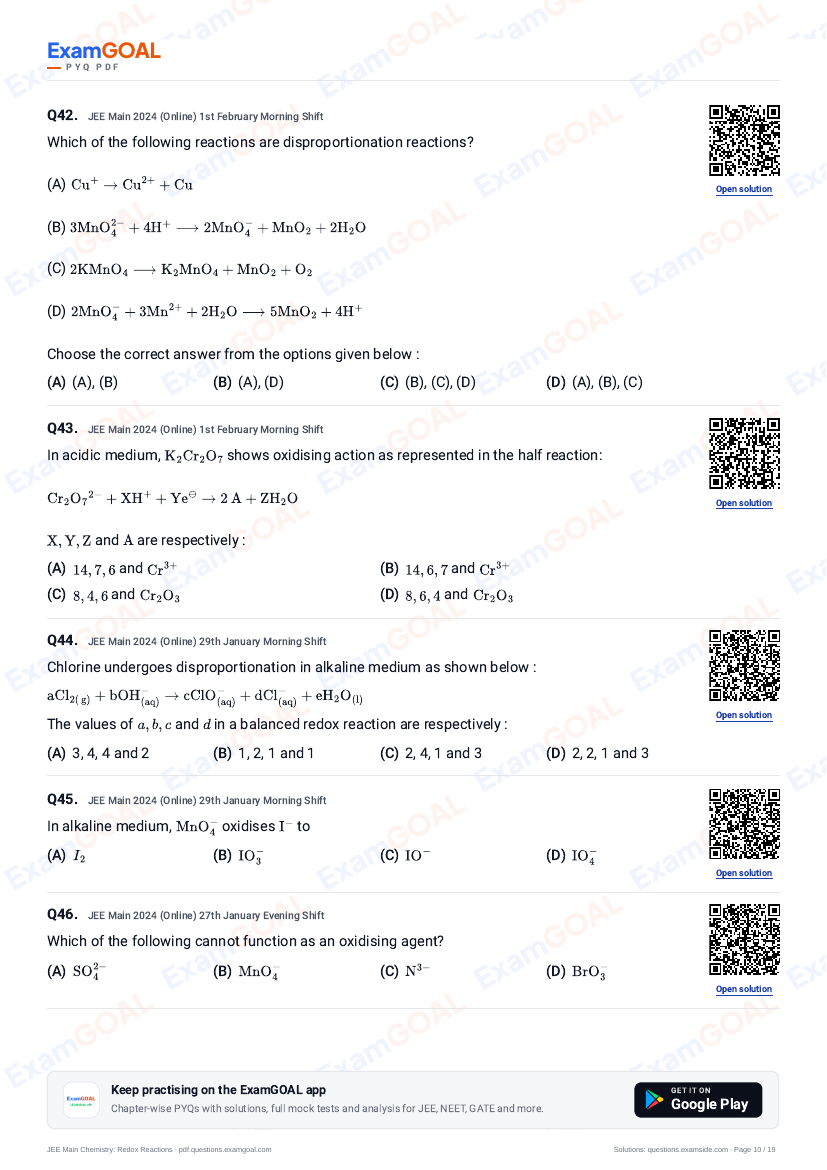 ExamGOAL
PYQ PDF
Q42. JEE Main 2024 (Online) 1st February Morning Shift
Which of the following reactions are disproportionation reactions?
Open solution
(A) Cu⁺ → Cu²⁺ + Cu
(B) 3MnO₄²⁻ + 4H⁺ ⟶ 2MnO₄⁻ + MnO₂ + 2H₂O
(C) 2KMnO₄ ⟶ K₂MnO₄ + MnO₂ + O₂
(D) 2MnO₄⁻ + 3Mn²⁺ + 2H₂O ⟶ 5MnO₂ + 4H⁺
Choose the correct answer from the options given below :
(A) (A), (B) (B) (A), (D) (C) (B), (C), (D) (D) (A), (B), (C)
Q43. JEE Main 2024 (Online) 1st February Morning Shift
In acidic medium, K₂Cr₂O₇ shows oxidising action as represented in the half reaction:
Cr₂O₇²⁻ + XH⁺ + Ye⊖ → 2 A + ZH₂O
Open solution
X, Y, Z and A are respectively :
(A) 14, 7, 6 and Cr³⁺ (B) 14, 6, 7 and Cr³⁺
(C) 8, 4, 6 and Cr₂O₃ (D) 8, 6, 4 and Cr₂O₃
Q44. JEE Main 2024 (Online) 29th January Morning Shift
Chlorine undergoes disproportionation in alkaline medium as shown below :
aCl₂₍g₎ + bOH⁻(aq) → cClO⁻(aq) + dCl⁻(aq) + eH₂O(l)
Open solution
The values of a, b, c and d in a balanced redox reaction are respectively :
(A) 3, 4, 4 and 2 (B) 1, 2, 1 and 1 (C) 2, 4, 1 and 3 (D) 2, 2, 1 and 3
Q45. JEE Main 2024 (Online) 29th January Morning Shift
In alkaline medium, MnO₄⁻ oxidises I⁻ to
(A) I₂ (B) IO₃⁻ (C) IO⁻ (D) IO₄⁻
Open solution
Q46. JEE Main 2024 (Online) 27th January Evening Shift
Which of the following cannot function as an oxidising agent?
(A) SO₄²⁻ (B) MnO₄⁻ (C) N³⁻ (D) BrO₃⁻
Open solution
Keep practising on the ExamGOAL app
Chapter-wise PYQs with solutions, full mock tests and analysis for JEE, NEET, GATE and more.
GET IT ON
Google Play
JEE Main Chemistry: Redox Reactions · pdf.questions.examgoal.com
Solutions: questions.examside.com · Page 10 / 19